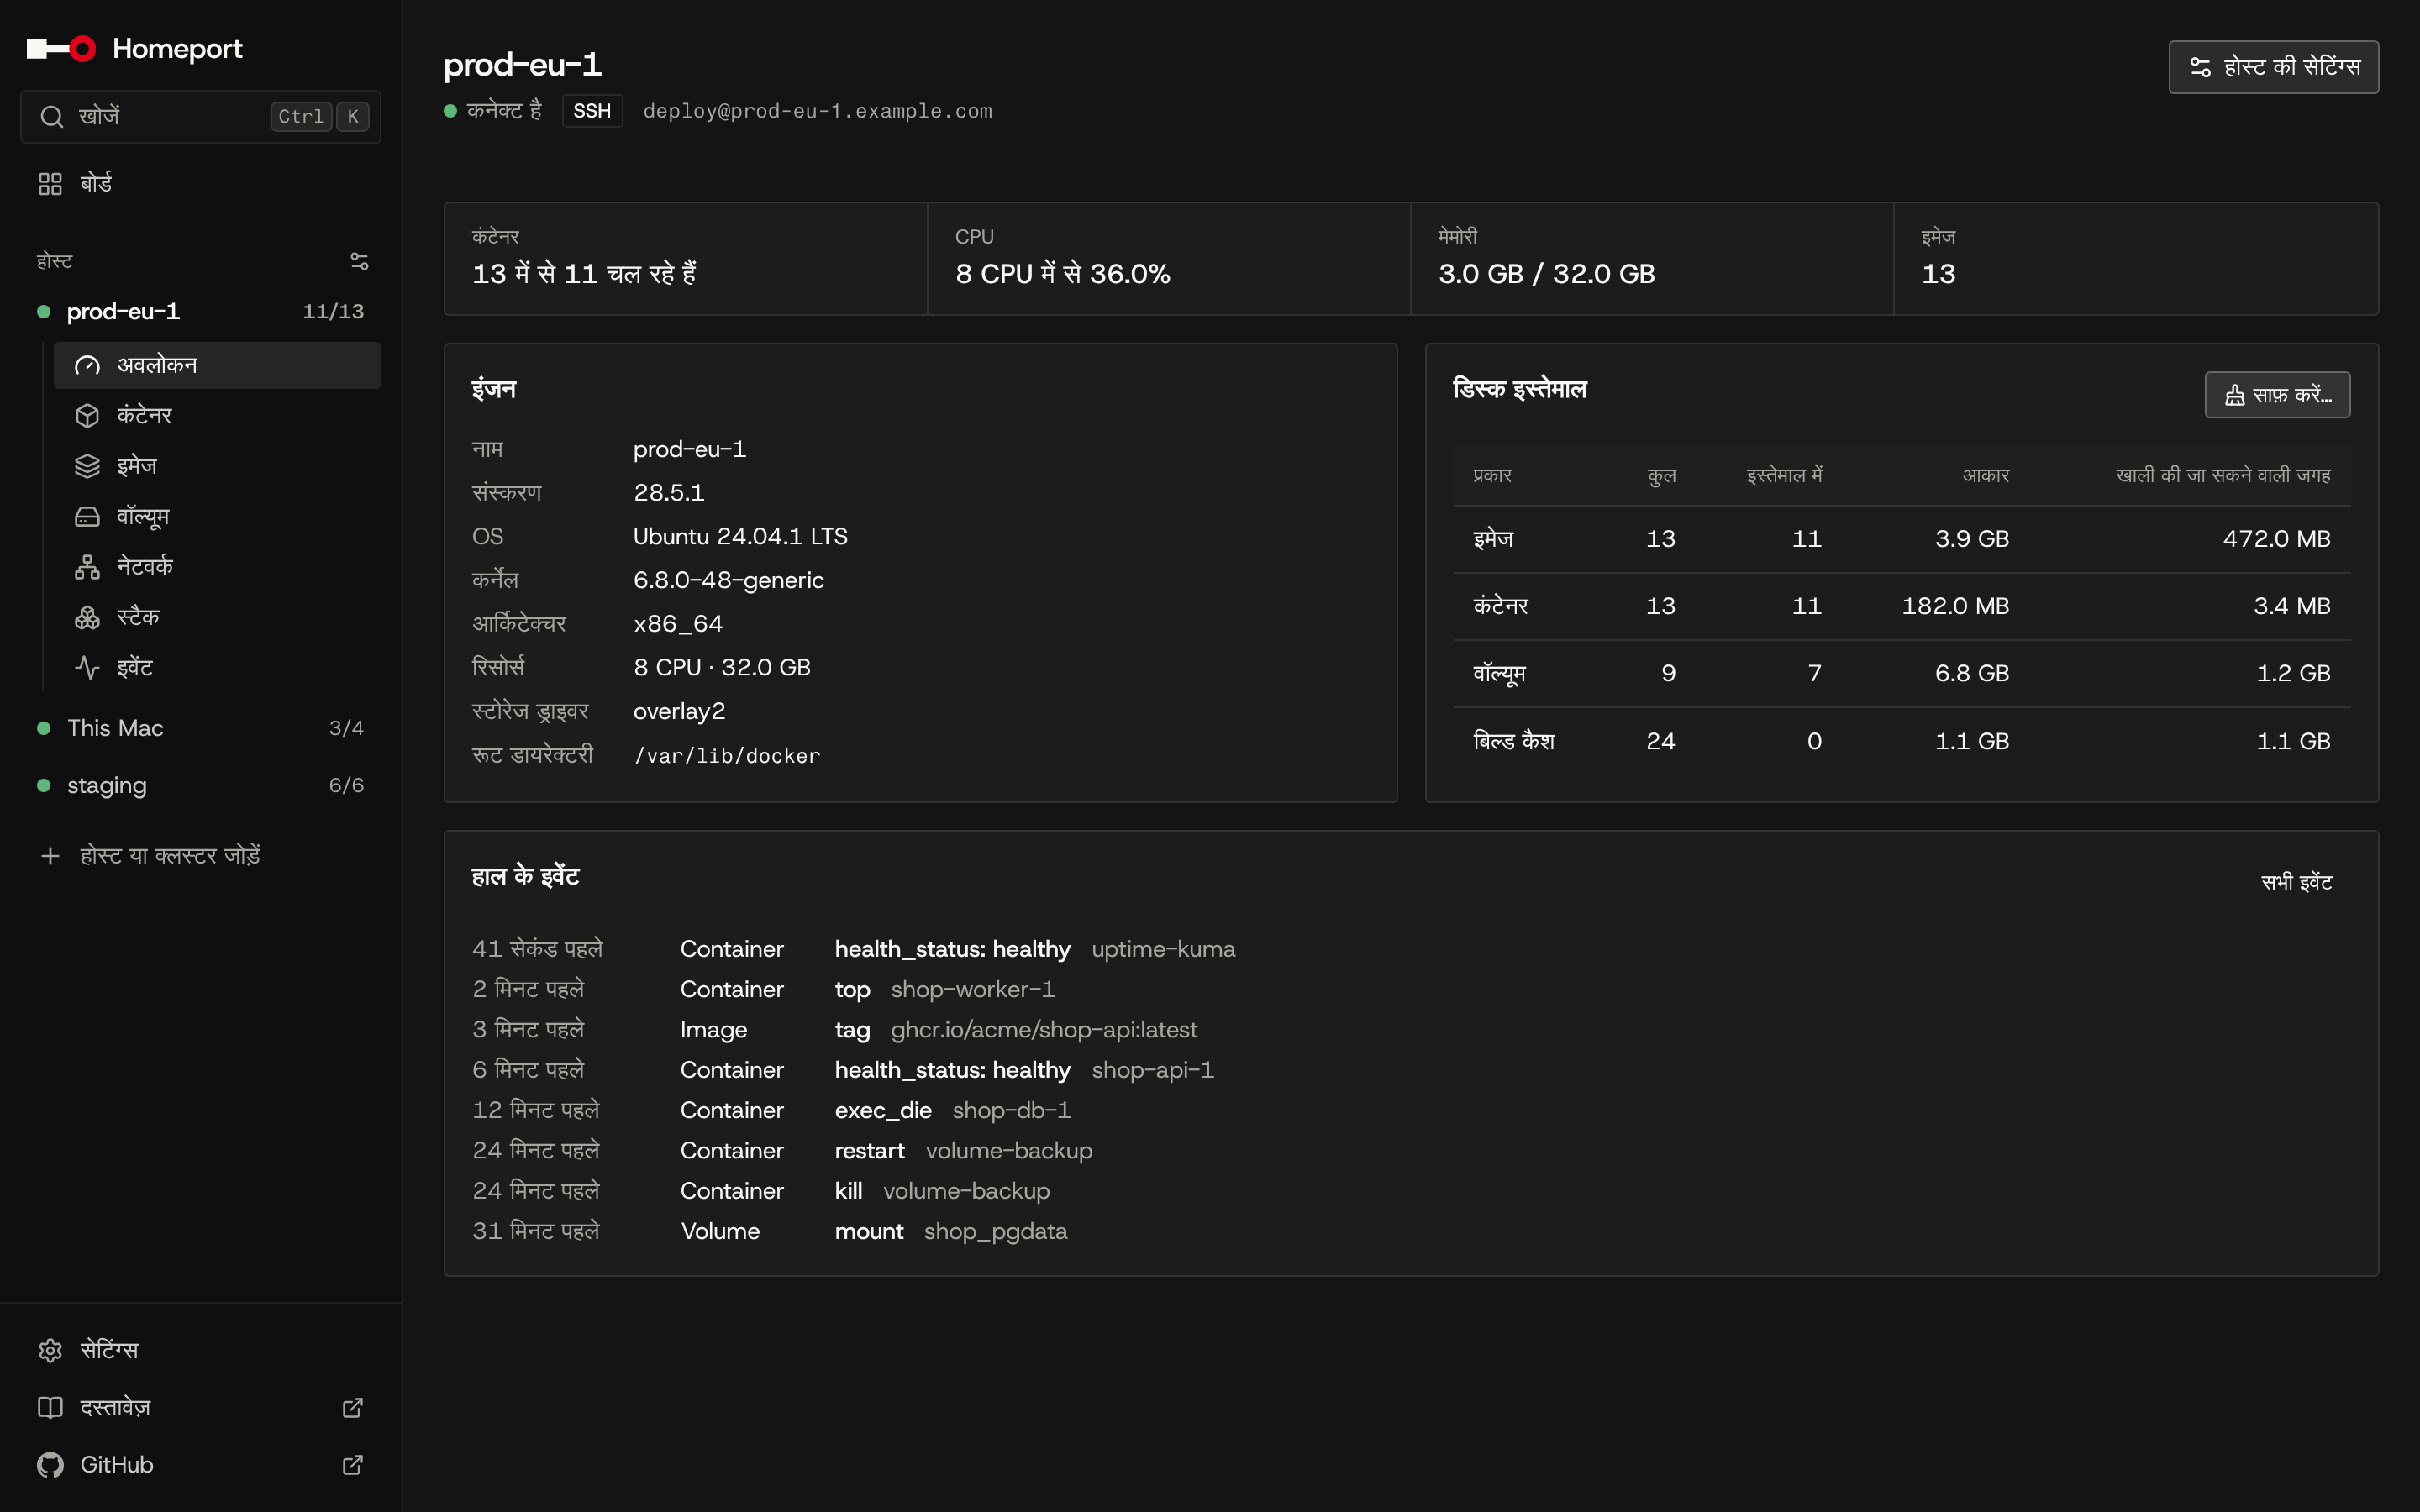 Homeport
खोजें Ctrl K
बोर्ड
होस्ट
prod-eu-1 11/13
अवलोकन
कंटेनर
इमेज
वॉल्यूम
नेटवर्क
स्टैक
इवेंट
This Mac 3/4
staging 6/6
होस्ट या क्लस्टर जोड़ें
सेटिंग्स
दस्तावेज़
GitHub
prod-eu-1
होस्ट की सेटिंग्स
कनेक्ट है SSH deploy@prod-eu-1.example.com
कंटेनर
13 में से 11 चल रहे हैं
CPU
8 CPU में से 36.0%
मेमोरी
3.0 GB / 32.0 GB
इमेज
13
इंजन
नाम prod-eu-1
संस्करण 28.5.1
OS Ubuntu 24.04.1 LTS
कर्नेल 6.8.0-48-generic
आर्किटेक्चर x86_64
रिसोर्स 8 CPU · 32.0 GB
स्टोरेज ड्राइवर overlay2
रूट डायरेक्टरी /var/lib/docker
डिस्क इस्तेमाल
साफ़ करें…
प्रकार कुल इस्तेमाल में आकार खाली की जा सकने वाली जगह
इमेज 13 11 3.9 GB 472.0 MB
कंटेनर 13 11 182.0 MB 3.4 MB
वॉल्यूम 9 7 6.8 GB 1.2 GB
बिल्ड कैश 24 0 1.1 GB 1.1 GB
हाल के इवेंट
सभी इवेंट
41 सेकंड पहले Container health_status: healthy uptime-kuma
2 मिनट पहले Container top shop-worker-1
3 मिनट पहले Image tag ghcr.io/acme/shop-api:latest
6 मिनट पहले Container health_status: healthy shop-api-1
12 मिनट पहले Container exec_die shop-db-1
24 मिनट पहले Container restart volume-backup
24 मिनट पहले Container kill volume-backup
31 मिनट पहले Volume mount shop_pgdata